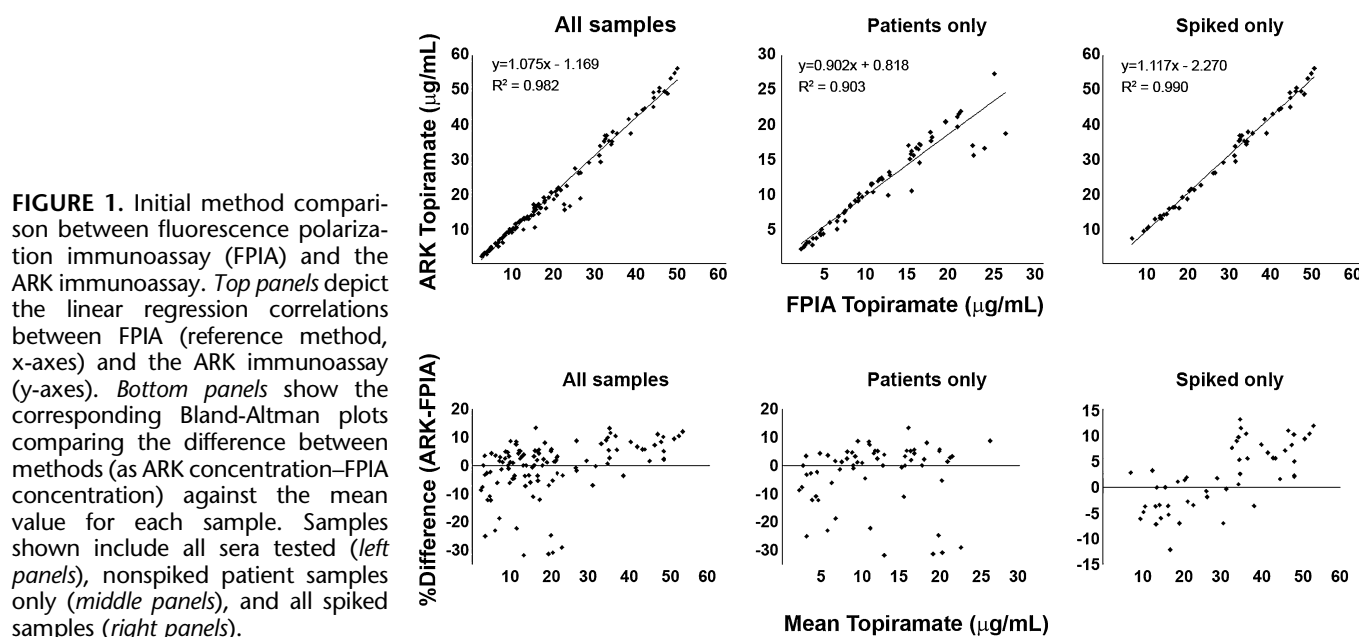 FIGURE 1. Initial method compari-
son between fluorescence polariza-
tion immunoassay (FPIA) and the
ARK immunoassay. Top panels depict
the linear regression correlations
between FPIA (reference method,
x-axes) and the ARK immunoassay
(y-axes). Bottom panels show the
corresponding Bland-Altman plots
comparing the difference between
methods (as ARK concentration–FPIA
concentration) against the mean
value for each sample. Samples
shown include all sera tested (left
panels), nonspiked patient samples
only (middle panels), and all spiked
samples (right panels).
All samples
Patients only
Spiked only
ARK Topiramate (μg/mL)
60
50
40
30
20
10
y=1.075x - 1.169
R² = 0.982
10 20 30 40 50 60
30
25
20
15
10
5
y=0.902x + 0.818
R² = 0.903
5 10 15 20 25 30
60
50
40
30
20
10
y=1.117x - 2.270
R² = 0.990
10 20 30 40 50 60
FPIA Topiramate (μg/mL)
All samples
Patients only
Spiked only
%Difference (ARK-FPIA)
20
10
0
-10
-20
-30
10 20 30 40 50 60
20
10
0
-10
-20
-30
5 10 15 20 25 30
15
10
5
0
-5
-10
-15
10 20 30 40 50 60
Mean Topiramate (μg/mL)